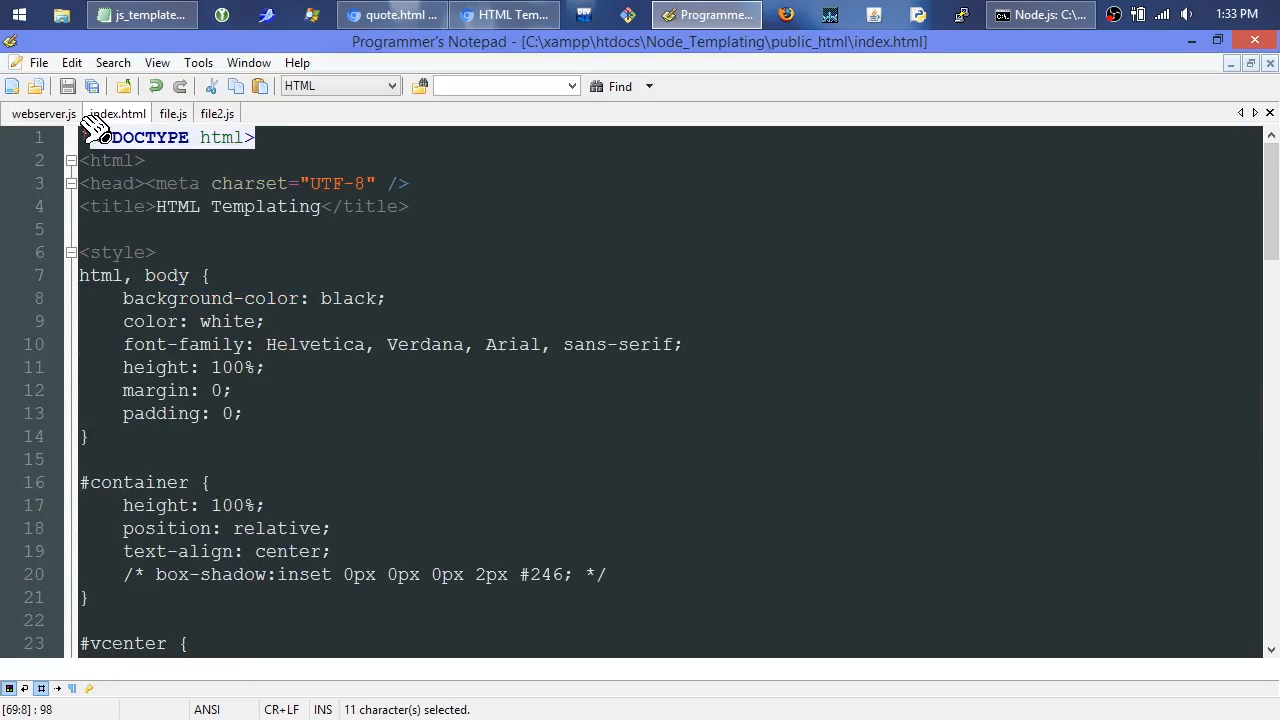 js_template...
quote.html ...
HTML Tem...
Programme...
Node.js: C:\...
1:33 PM
Programmer's Notepad - [C:\xampp\htdocs\Node_Templating\public_html\index.html]
File Edit Search View Tools Window Help
HTML
Find
webserver.js index.html file.js file2.js
1 DOCTYPE html>
2 <html>
3 <head><meta charset="UTF-8" />
4 <title>HTML Templating</title>
5
6 <style>
7 html, body {
8 background-color: black;
9 color: white;
10 font-family: Helvetica, Verdana, Arial, sans-serif;
11 height: 100%;
12 margin: 0;
13 padding: 0;
14 }
15
16 #container {
17 height: 100%;
18 position: relative;
19 text-align: center;
20 /* box-shadow:inset 0px 0px 0px 2px #246; */
21 }
22
23 #vcenter {
[69:8] : 98 ANSI CR+LF INS 11 character(s) selected.